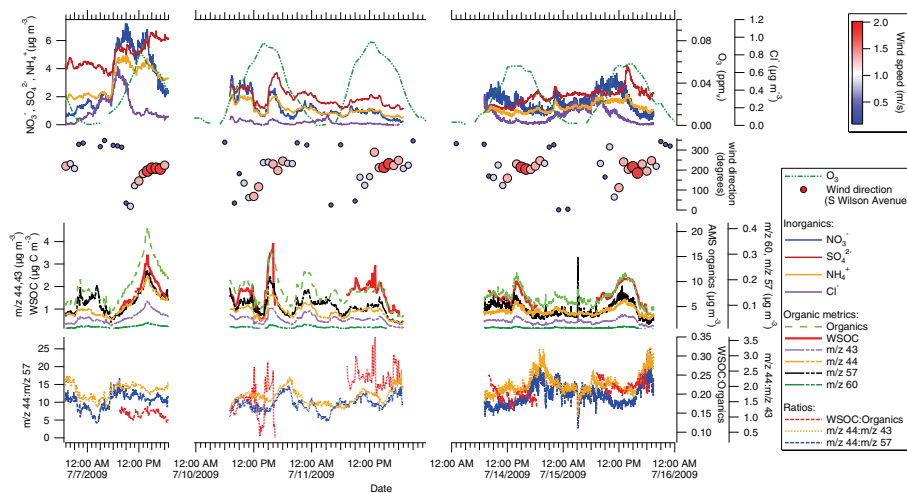 NO₃⁻, SO₄²⁻, NH₄⁺ (µg m⁻³)
6
4
2
0
0.08
0.04
0.00
O₃ (ppmᵥ)
1.2
1.0
0.8
0.6
0.4
0.2
0.0
Cl⁻ (µg m⁻³)
2.0
1.5
1.0
0.5
Wind speed (m/s)
300
200
100
0
wind direction
(degrees)
m/z 44,43 (µg m⁻³)
WSOC (µg C m⁻³)
4
3
2
1
20
15
10
5
AMS organics (µg m⁻³)
0.4
0.3
0.2
0.1
m/z 60, m/z 57 (µg m⁻³)
m/z 44:m/z 57
25
20
15
10
5
0
0.35
0.30
0.25
0.20
0.15
0.10
WSOC:Organics
3.5
3.0
2.5
2.0
1.5
1.0
m/z 44:m/z 43
O₃
Wind direction
(S Wilson Avenue)
Inorganics:
NO₃⁻
SO₄²⁻
NH₄⁺
Cl⁻
Organic metrics:
Organics
WSOC
m/z 43
m/z 44
m/z 57
m/z 60
Ratios:
WSOC:Organics
m/z 44:m/z 43
m/z 44:m/z 57
12:00 AM 12:00 PM 12:00 AM 12:00 PM 12:00 AM 12:00 PM 12:00 AM 12:00 PM 12:00 AM 12:00 PM 12:00 AM
7/7/2009 7/10/2009 7/11/2009 7/14/2009 7/15/2009 7/16/2009
Date